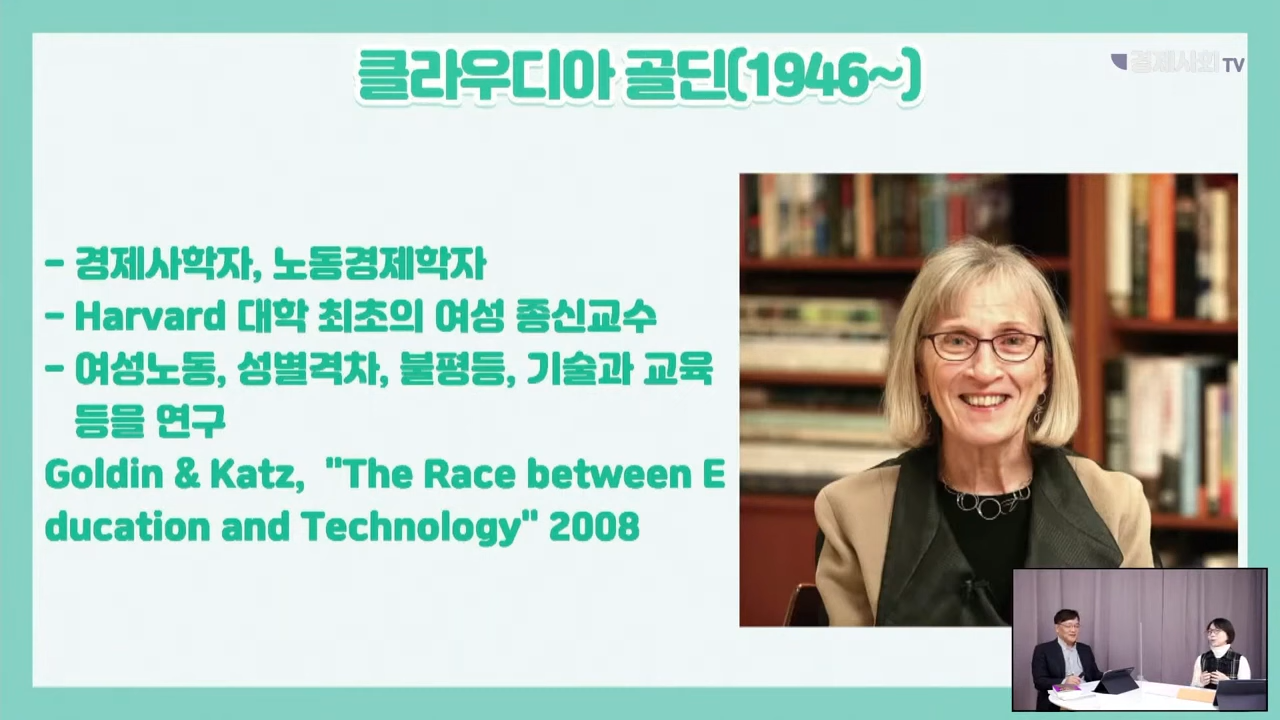 클라우디아 골딘(1946~)
경제사회 TV
- 경제사학자, 노동경제학자
- Harvard 대학 최초의 여성 종신교수
- 여성노동, 성별격차, 불평등, 기술과 교육
등을 연구
Goldin & Katz, "The Race between E
ducation and Technology" 2008